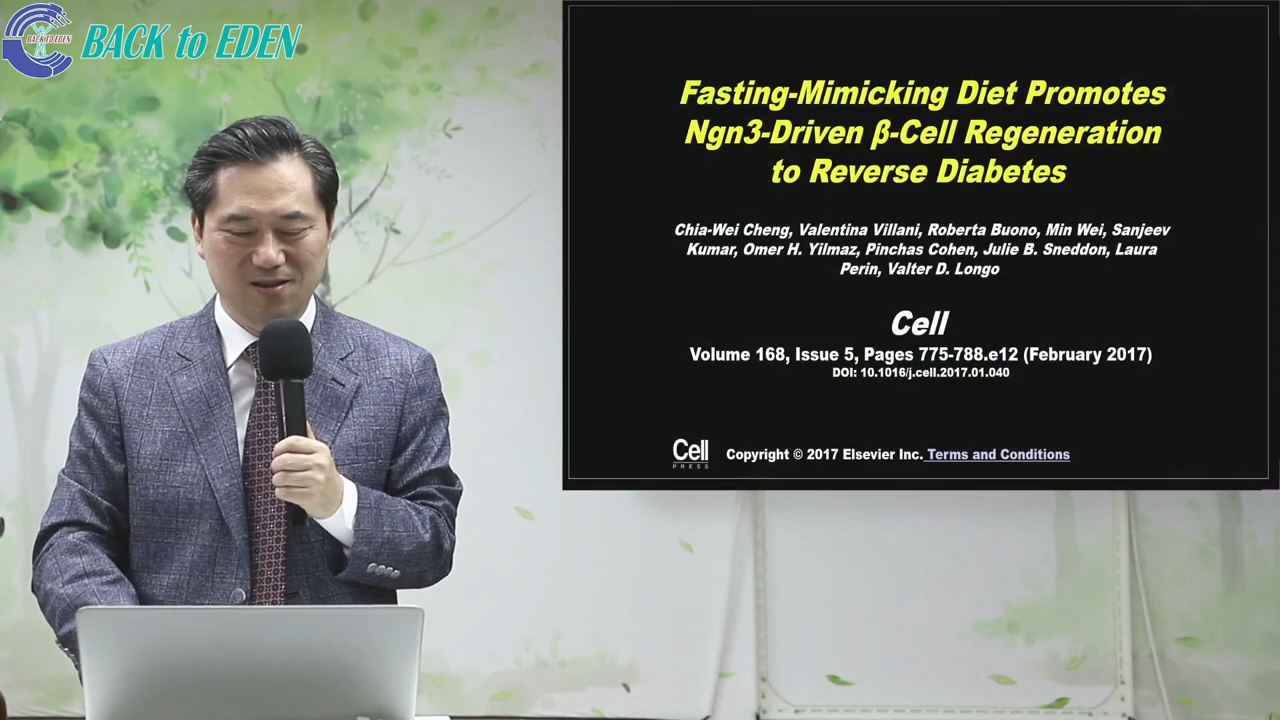 BACK TO EDEN
BACK to EDEN
Fasting-Mimicking Diet Promotes
Ngn3-Driven β-Cell Regeneration
to Reverse Diabetes
Chia-Wei Cheng, Valentina Villani, Roberta Buono, Min Wei, Sanjeev
Kumar, Omer H. Yilmaz, Pinchas Cohen, Julie B. Sneddon, Laura
Perin, Valter D. Longo
Cell
Volume 168, Issue 5, Pages 775-788.e12 (February 2017)
DOI: 10.1016/j.cell.2017.01.040
Cell
PRESS
Copyright © 2017 Elsevier Inc. Terms and Conditions